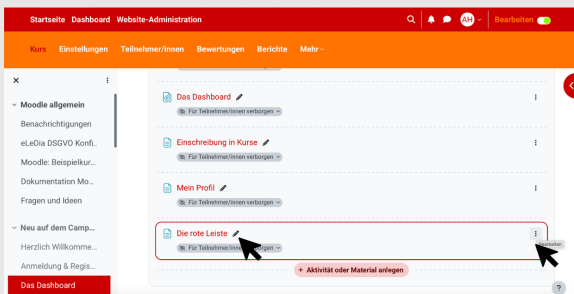 Startseite Dashboard Website-Administration
AH
Bearbeiten
Kurs Einstellungen Teilnehmer/innen Bewertungen Berichte Mehr
Moodle allgemein
Benachrichtigungen
eLeDia DSGVO Konfi...
Moodle: Beispielkur...
Dokumentation Mo...
Fragen und Ideen
Neu auf dem Camp...
Herzlich Willkomme...
Anmeldung & Regis...
Das Dashboard
Das Dashboard
Für Teilnehmer/innen verborgen
Einschreibung in Kurse
Für Teilnehmer/innen verborgen
Mein Profil
Für Teilnehmer/innen verborgen
Die rote Leiste
Für Teilnehmer/innen verborgen
Bearbeiten
+ Aktivität oder Material anlegen
?